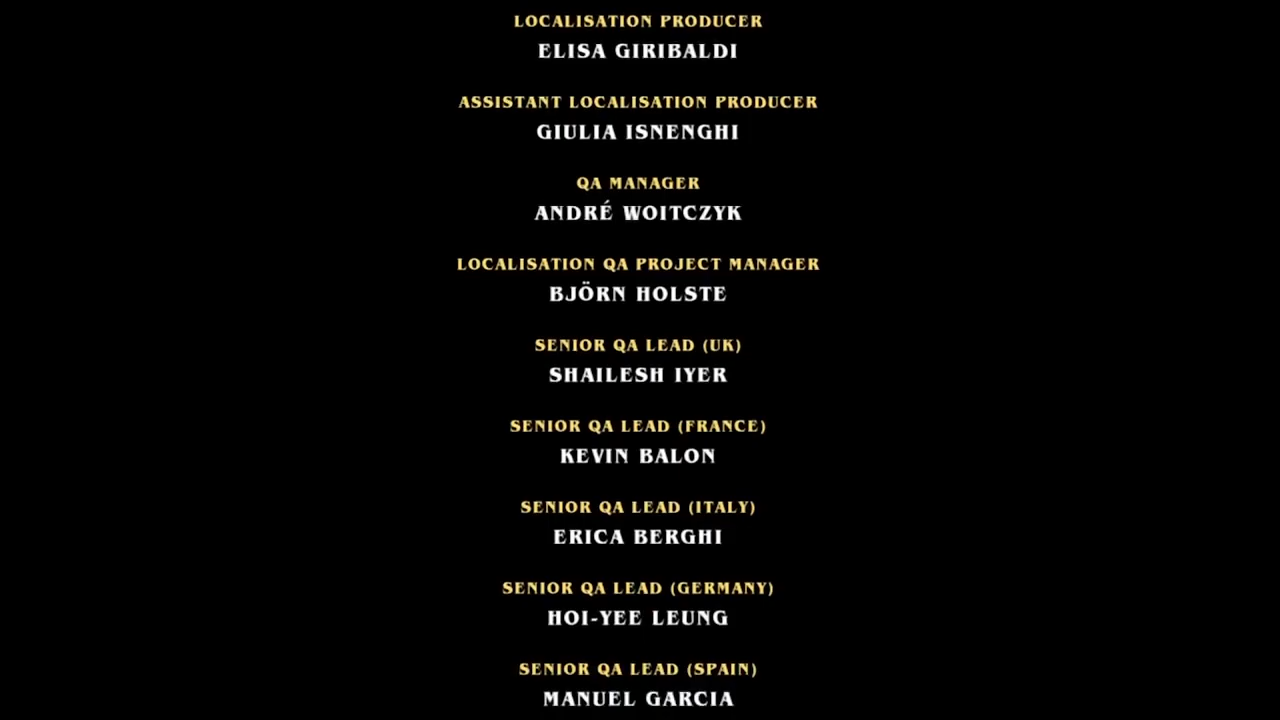 LOCALISATION PRODUCER
ELISA GIRIBALDI
ASSISTANT LOCALISATION PRODUCER
GIULIA ISNENGHI
QA MANAGER
ANDRÉ WOITCZYK
LOCALISATION QA PROJECT MANAGER
BJÖRN HOLSTE
SENIOR QA LEAD (UK)
SHAILESH IYER
SENIOR QA LEAD (FRANCE)
KEVIN BALON
SENIOR QA LEAD (ITALY)
ERICA BERGHI
SENIOR QA LEAD (GERMANY)
HOI-YEE LEUNG
SENIOR QA LEAD (SPAIN)
MANUEL GARCIA